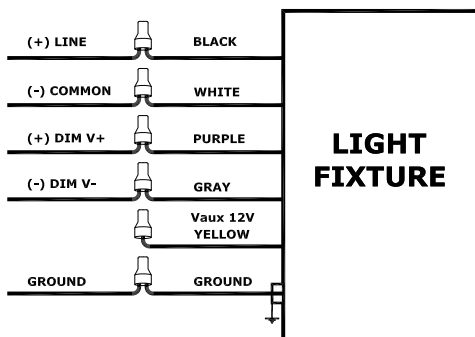 (+) LINE BLACK
(-) COMMON WHITE
(+) DIM V+ PURPLE
(-) DIM V- GRAY
Vaux 12V
YELLOW
GROUND GROUND
LIGHT
FIXTURE